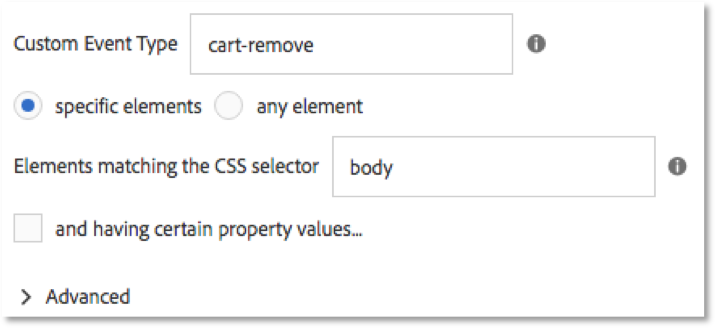 Custom Event Type cart-remove
specific elements any element
Elements matching the CSS selector body
and having certain property values...
Advanced